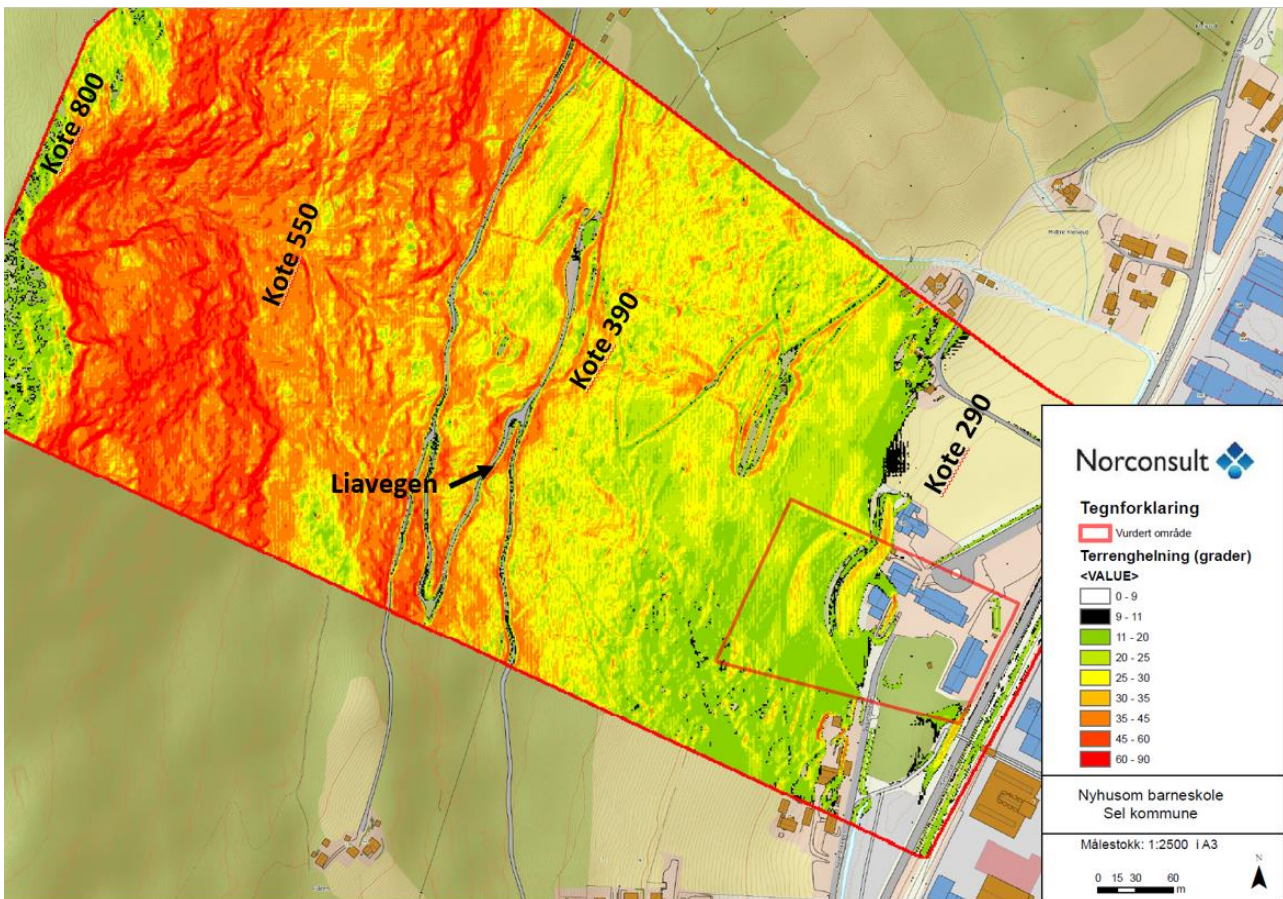 Kote 800
Kote 550
Kote 390
Liavegen
Kote 290
Norconsult
Tegnforklaring
Vurdert område
Terrenghelning (grader)
<VALUE>
0 - 9
9 - 11
11 - 20
20 - 25
25 - 30
30 - 35
35 - 45
45 - 60
60 - 90
Nyhusom barneskole
Sel kommune
Målestokk: 1:2500 i A3
N
0 15 30 60
m